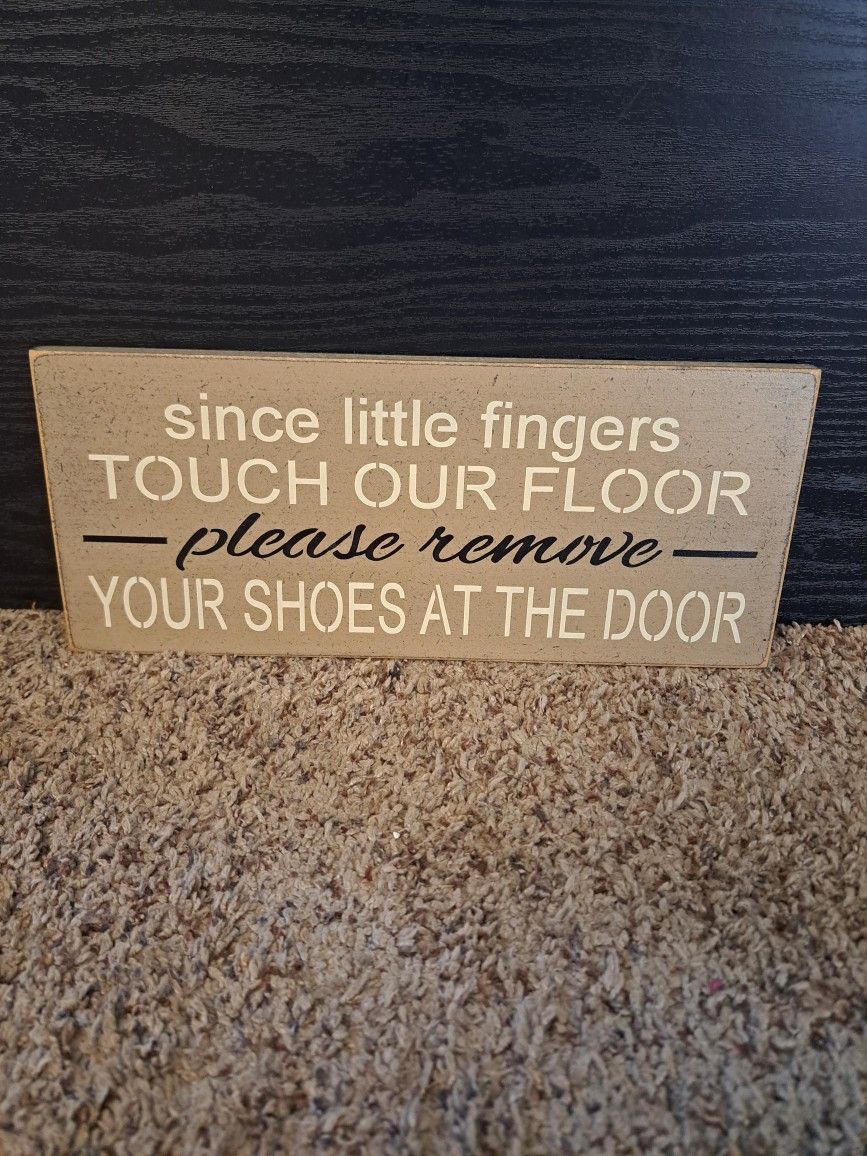 since little fingers
TOUCH OUR FLOOR
please remove
YOUR SHOES AT THE DOOR